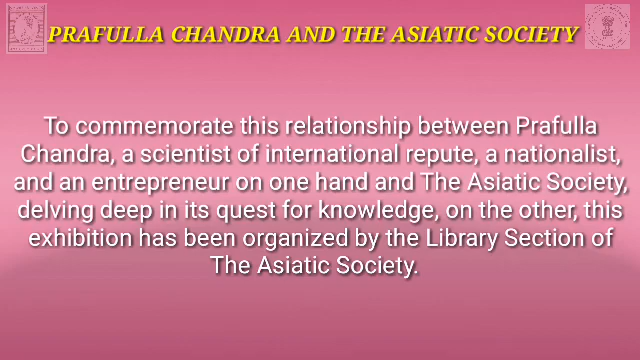 PRAFULLA CHANDRA AND THE ASIATIC SOCIETY
To commemorate this relationship between Prafulla
Chandra, a scientist of international repute, a nationalist,
and an entrepreneur on one hand and The Asiatic Society,
delving deep in its quest for knowledge, on the other, this
exhibition has been organized by the Library Section of
The Asiatic Society.